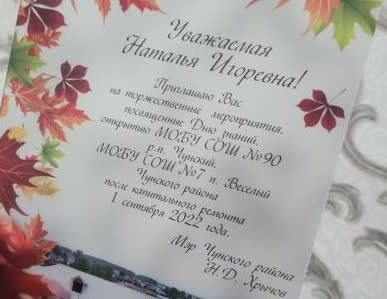 Уважаемая
Наталья Игоревна!
Приглашаю Вас
на торжественные мероприятия,
посвященные Дню знаний,
открытию МОБУ СОШ №90
р.п. Чунский,
МОБУ СОШ №7 п. Веселый
Чунского района
после капитального ремонта
1 сентября 2022 года.
Мэр Чунского района
Н.Д. Хрычов